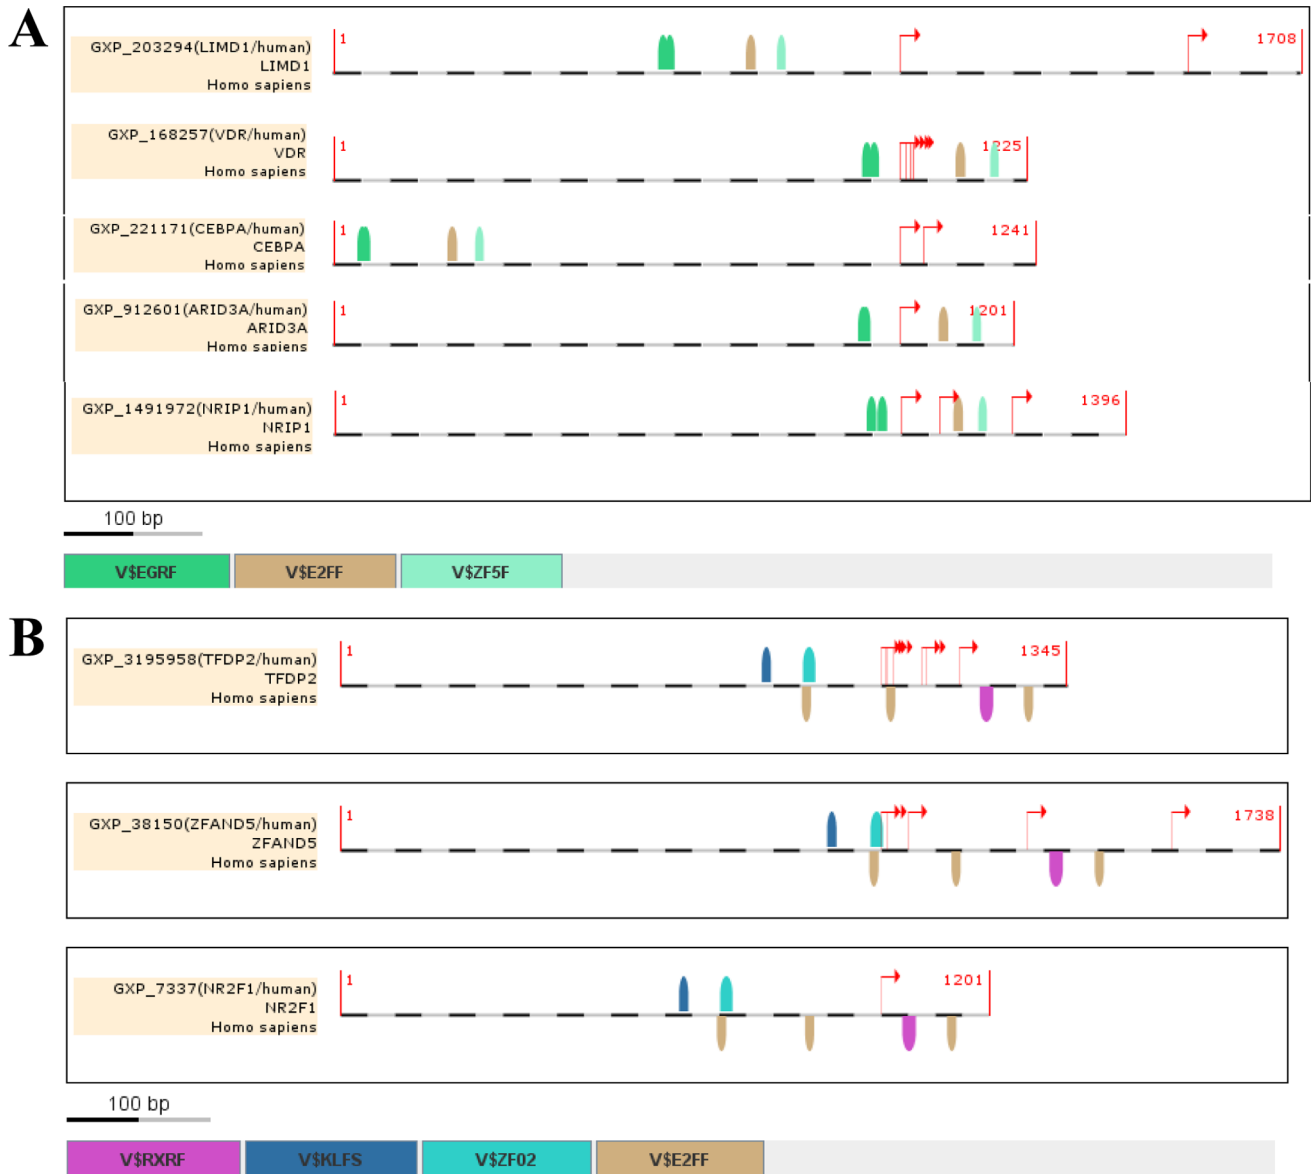 A
GXP_203294(LIMD1/human)
LIMD1
Homo sapiens
1
1708
GXP_168257(VDR/human)
VDR
Homo sapiens
1
1225
GXP_221171(CEBPA/human)
CEBPA
Homo sapiens
1
1241
GXP_912601(ARID3A/human)
ARID3A
Homo sapiens
1
1201
GXP_1491972(NRIP1/human)
NRIP1
Homo sapiens
1
1396
100 bp
V$EGRF V$E2FF V$ZF5F
B
GXP_3195958(TFDP2/human)
TFDP2
Homo sapiens
1
1345
GXP_38150(ZFAND5/human)
ZFAND5
Homo sapiens
1
1738
GXP_7337(NR2F1/human)
NR2F1
Homo sapiens
1
1201
100 bp
V$RXRF V$KLFS V$ZF02 V$E2FF